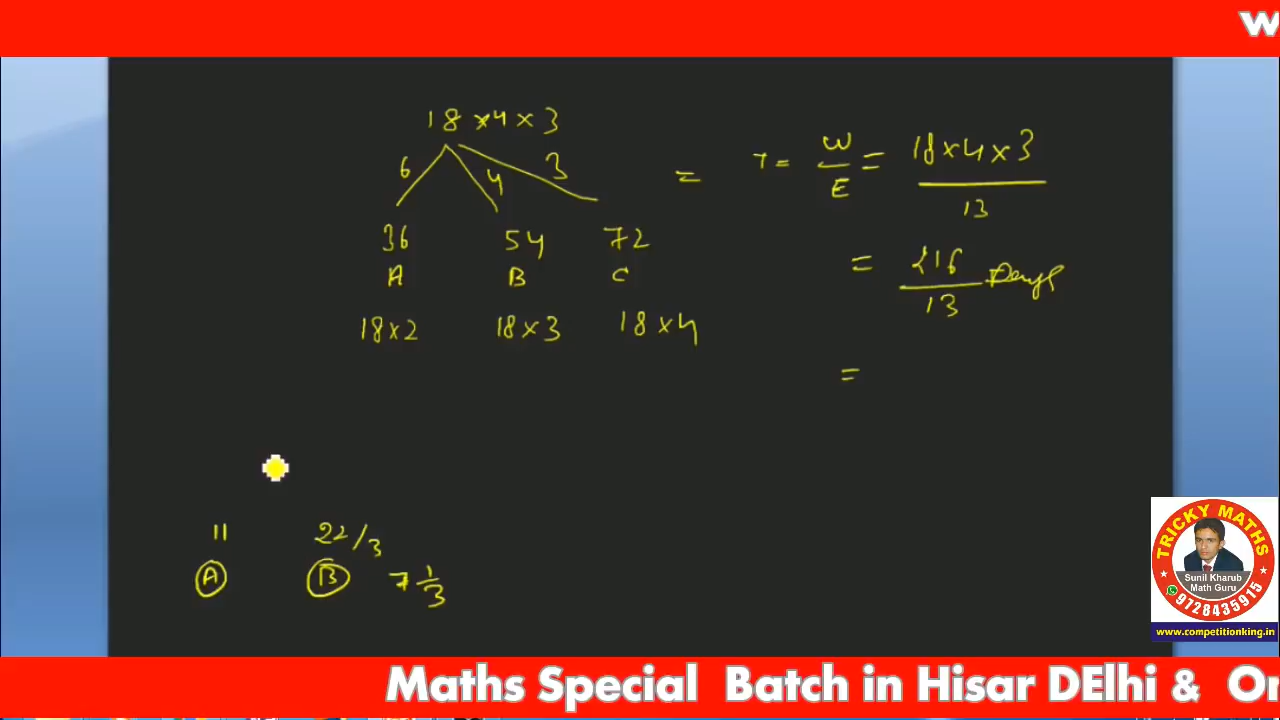 W
18 × 4 × 3
6 4 3
36 54 72
A B C
18 × 2 18 × 3 18 × 4
=
T = W/E = 18 × 4 × 3 / 13
= 216 / 13 Days
=
11 22/3
A B 7 1/3
TRICKY MATHS
Sunil Kharub
Math Guru
9728435915
www.competitionking.in
Maths Special Batch in Hisar DElhi & Or